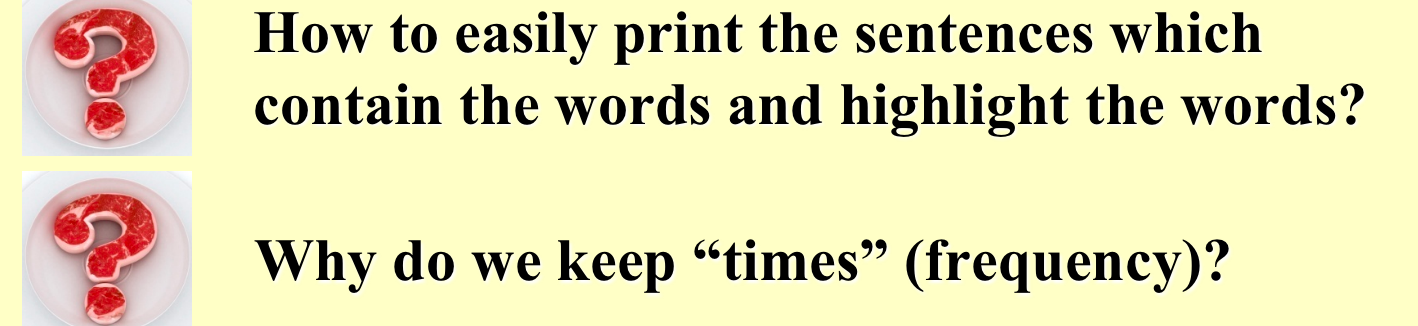 How to easily print the sentences which
contain the words and highlight the words?
Why do we keep “times” (frequency)?